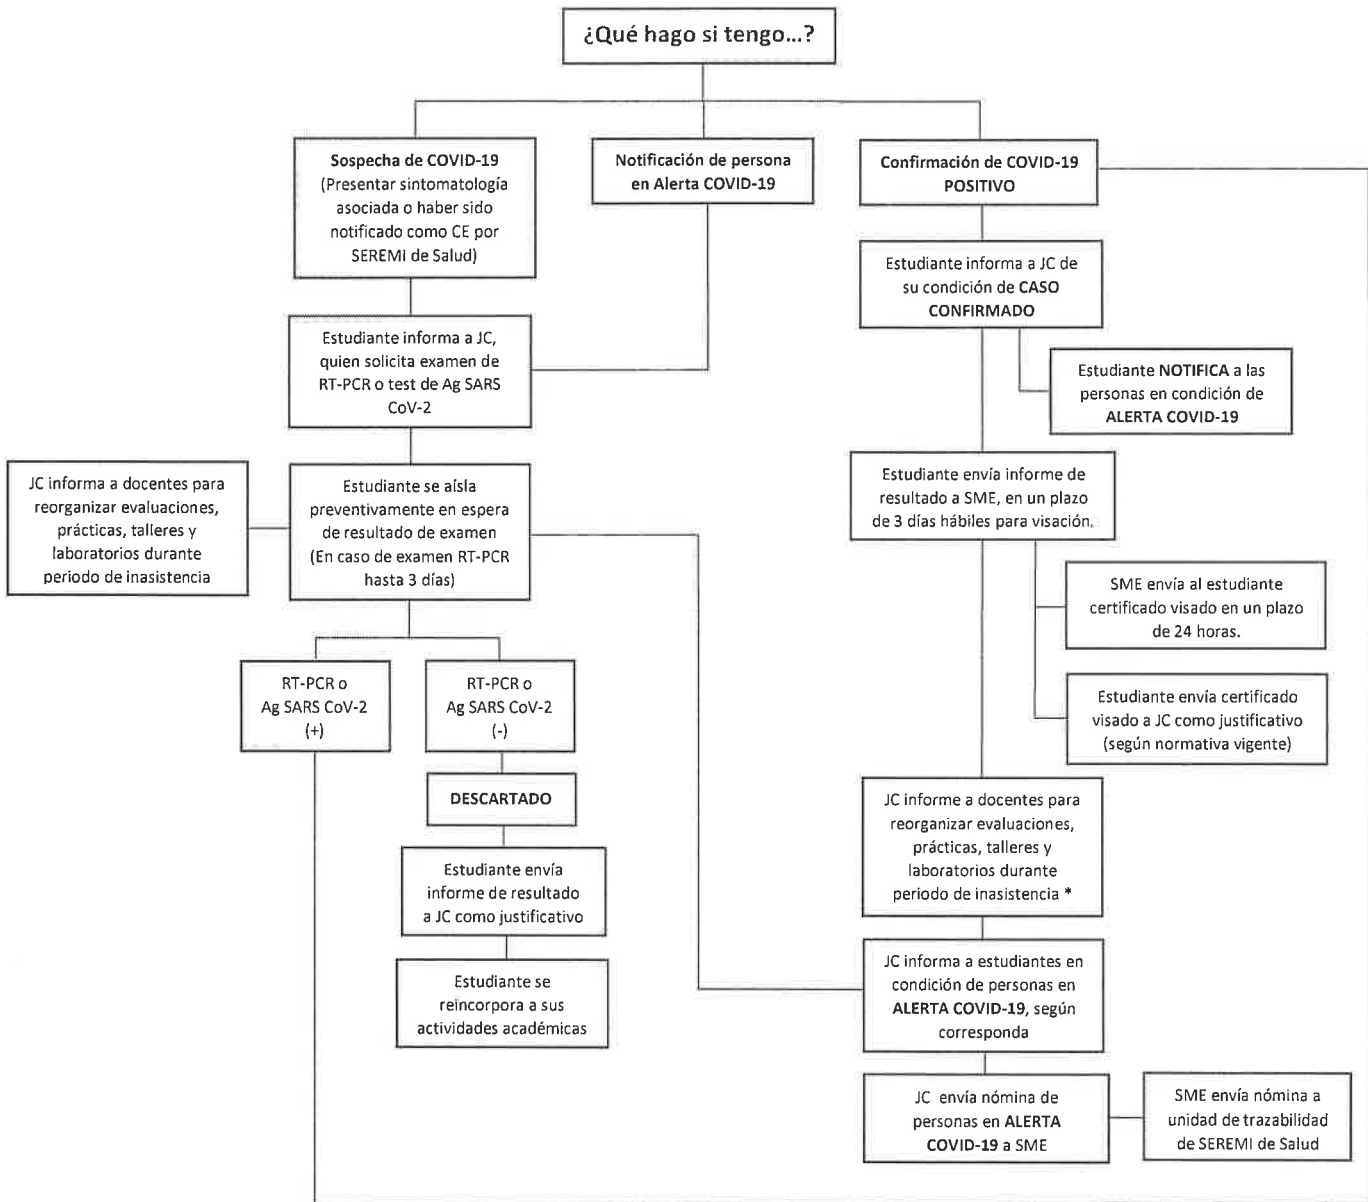 ¿Qué hago si tengo...?
Sospecha de COVID-19
(Presentar sintomatología
asociada o haber sido
notificado como CE por
SEREMI de Salud)
Notificación de persona
en Alerta COVID-19
Confirmación de COVID-19
POSITIVO
Estudiante informa a JC de
su condición de CASO
CONFIRMADO
Estudiante informa a JC,
quien solicita examen de
RT-PCR o test de Ag SARS
CoV-2
Estudiante NOTIFICA a las
personas en condición de
ALERTA COVID-19
JC informa a docentes para
reorganizar evaluaciones,
prácticas, talleres y
laboratorios durante
periodo de inasistencia
Estudiante se aísla
preventivamente en espera
de resultado de examen
(En caso de examen RT-PCR
hasta 3 días)
Estudiante envía informe de
resultado a SME, en un plazo
de 3 días hábiles para visación.
SME envía al estudiante
certificado visado en un plazo
de 24 horas.
RT-PCR o
Ag SARS CoV-2
(+)
RT-PCR o
Ag SARS CoV-2
(-)
Estudiante envía certificado
visado a JC como justificativo
(según normativa vigente)
DESCARTADO
JC informe a docentes para
reorganizar evaluaciones,
prácticas, talleres y
laboratorios durante
periodo de inasistencia *
Estudiante envía
informe de resultado
a JC como justificativo
JC informa a estudiantes en
condición de personas en
ALERTA COVID-19, según
corresponda
Estudiante se
reincorpora a sus
actividades académicas
JC envía nómina de
personas en ALERTA
COVID-19 a SME
SME envía nómina a
unidad de trazabilidad
de SEREMI de Salud